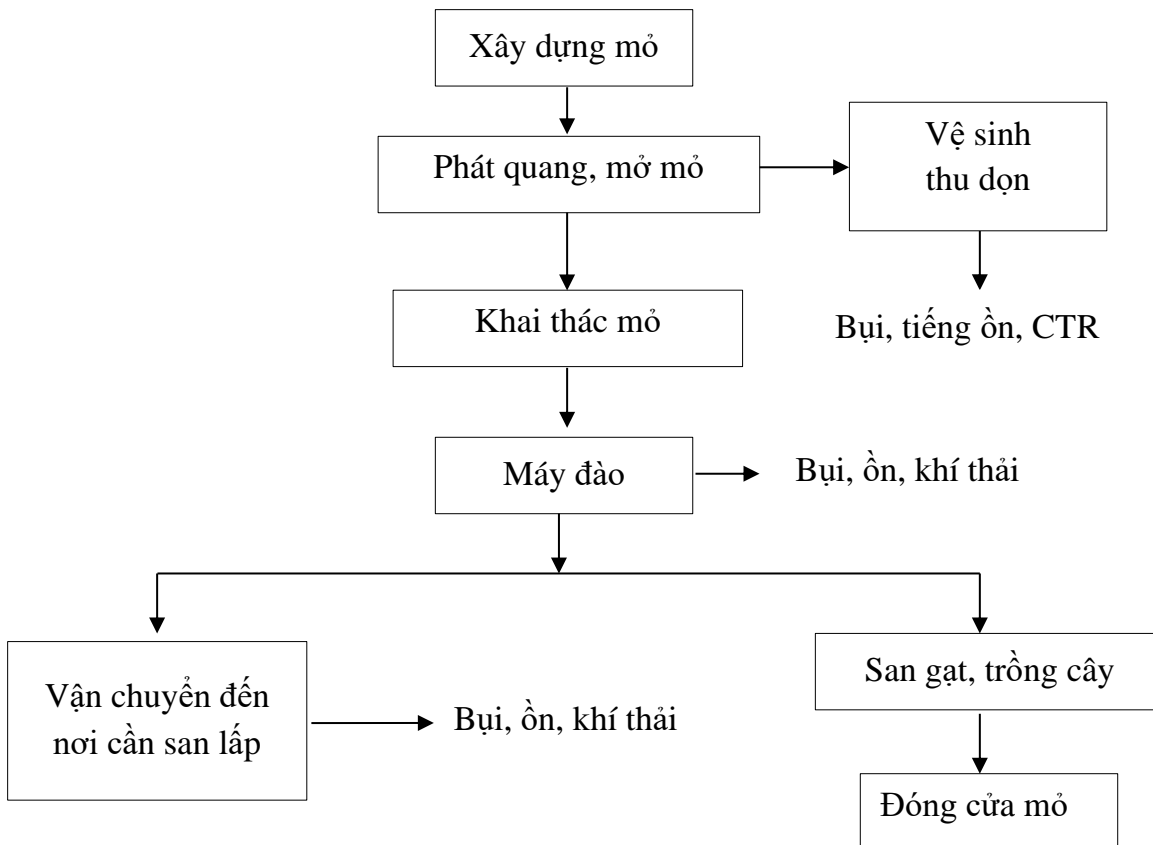 Xây dựng mỏ
Phát quang, mở mỏ
Vệ sinh
thu dọn
Khai thác mỏ
Bụi, tiếng ồn, CTR
Máy đào
Bụi, ồn, khí thải
Vận chuyển đến
nơi cần san lấp
Bụi, ồn, khí thải
San gạt, trồng cây
Đóng cửa mỏ